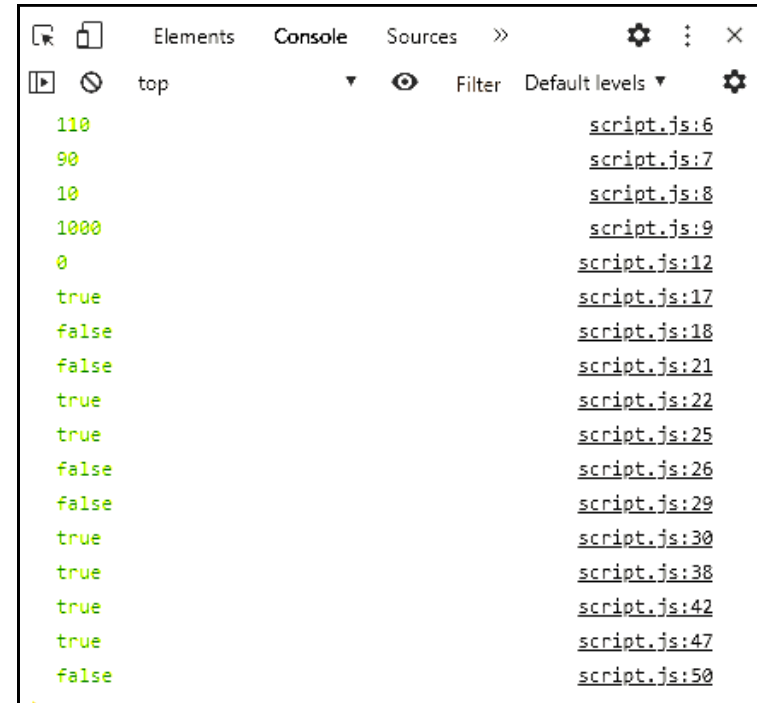 Elements Console Sources »
top Filter Default levels
110 script.js:6
90 script.js:7
10 script.js:8
1000 script.js:9
0 script.js:12
true script.js:17
false script.js:18
false script.js:21
true script.js:22
true script.js:25
false script.js:26
false script.js:29
true script.js:30
true script.js:38
true script.js:42
true script.js:47
false script.js:50